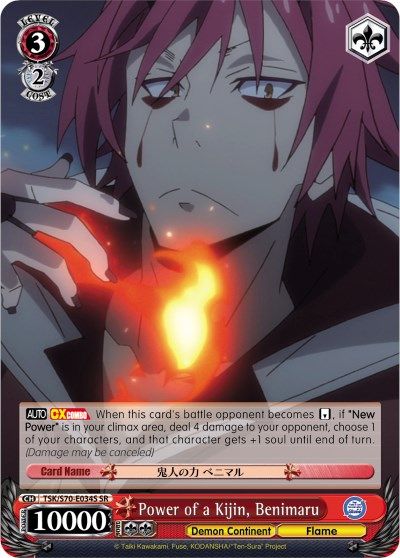 LEVEL
3
2
COST
AUTO CX COMBO When this card's battle opponent becomes , if "New
Power" is in your climax area, deal 4 damage to your opponent, choose 1
of your characters, and that character gets +1 soul until end of turn.
(Damage may be canceled)
Card Name 鬼人の力 ベニマル
CH TSK/S70-E034S SR
Power of a Kijin, Benimaru
POWER 10000 SOUL
Demon Continent Flame
© Taiki Kawakami, Fuse, KODANSHA/"Ten-Sura" Project